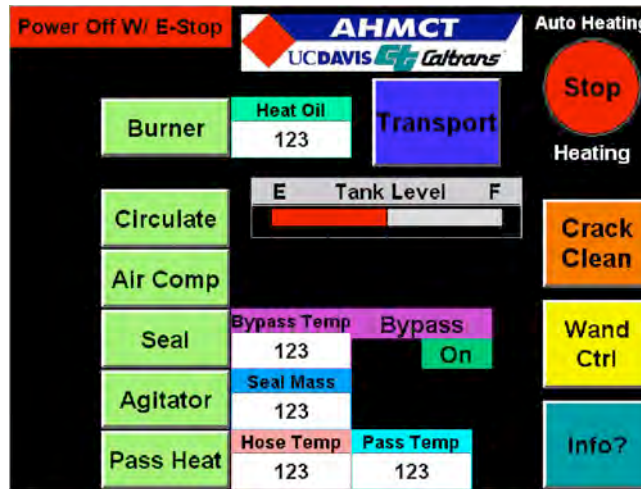 Power Off W/ E-Stop
AHMCT
UCDAVIS Caltrans
Auto Heating
Stop
Heating
Burner
Heat Oil
123
Transport
E Tank Level F
Circulate
Air Comp
Crack
Clean
Seal
Bypass Temp
123
Bypass
On
Wand
Ctrl
Agitator
Seal Mass
123
Pass Heat
Hose Temp
123
Pass Temp
123
Info?